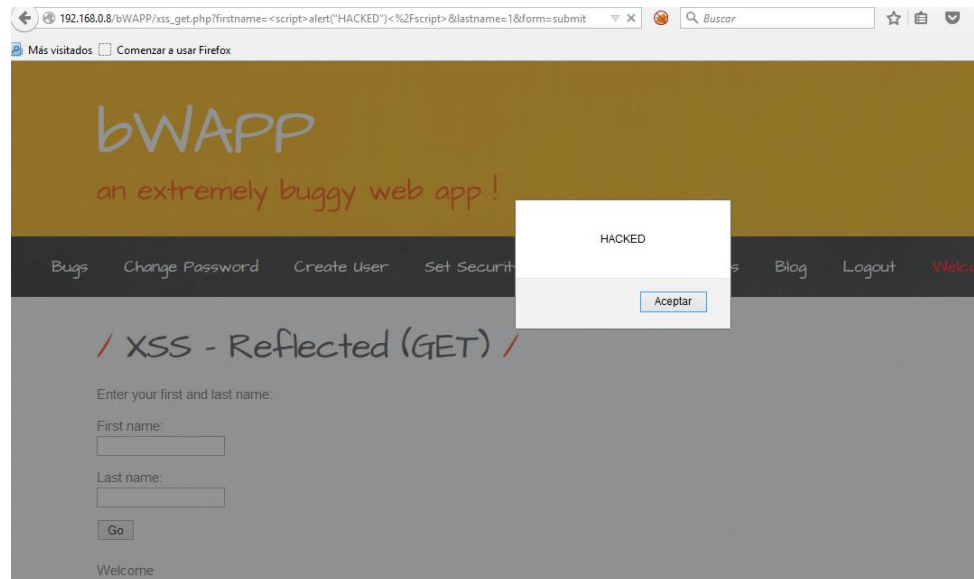 192.168.0.8/bWAPP/xss_get.php?firstname=<script>alert("HACKED")<%2Fscript>&lastname=1&form=submit
Buscar
Más visitados
Comenzar a usar Firefox
bWAPP
an extremely buggy web app !
HACKED
Aceptar
Bugs Change Password Create User Set Securit s Blog Logout Welco
/ XSS - Reflected (GET) /
Enter your first and last name:
First name:
Last name:
Go
Welcome